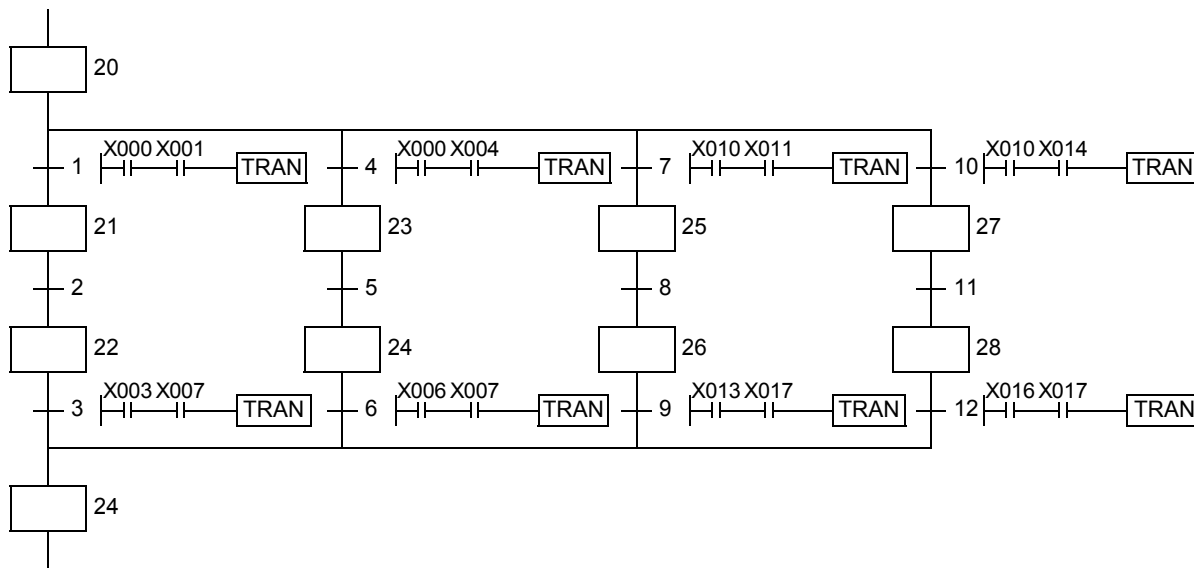 20
X000 X001 X000 X004 X010 X011 X010 X014
1 TRAN 4 TRAN 7 TRAN 10 TRAN
21 23 25 27
2 5 8 11
22 24 26 28
X003 X007 X006 X007 X013 X017 X016 X017
3 TRAN 6 TRAN 9 TRAN 12 TRAN
24